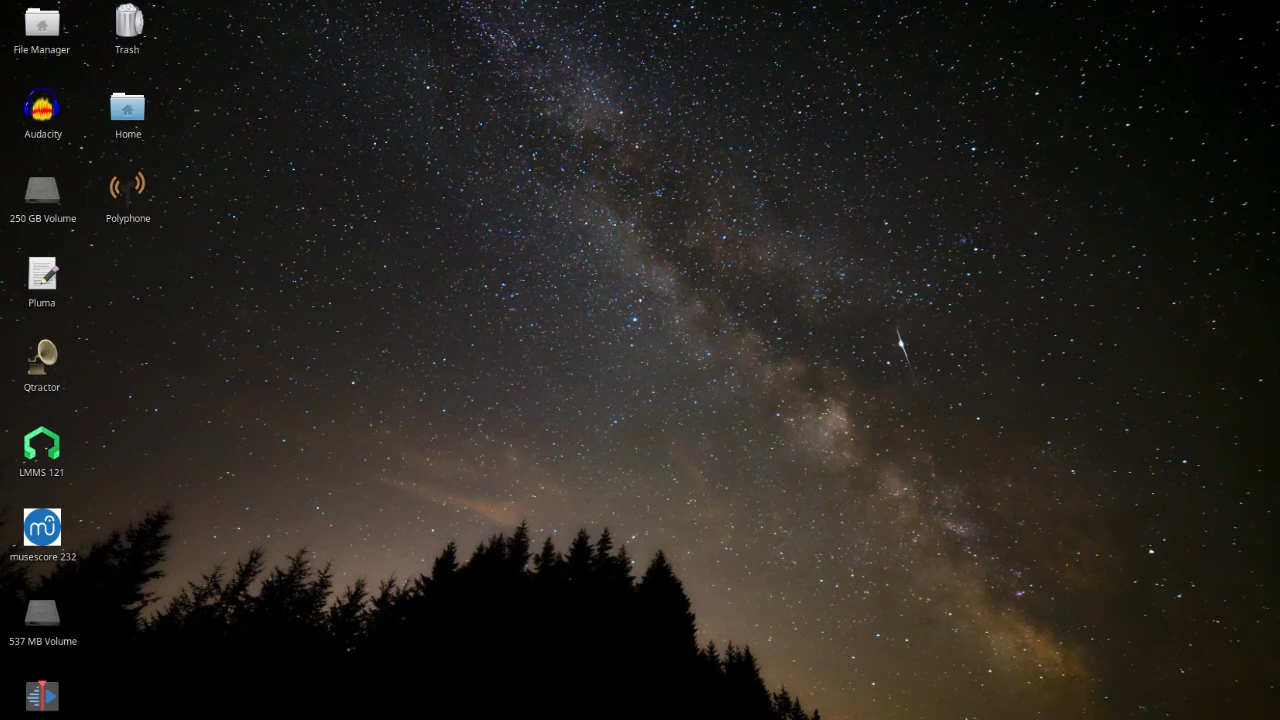 File Manager
Trash
Audacity
Home
250 GB Volume
Polyphone
Pluma
Qtractor
LMMS 121
musescore 232
537 MB Volume